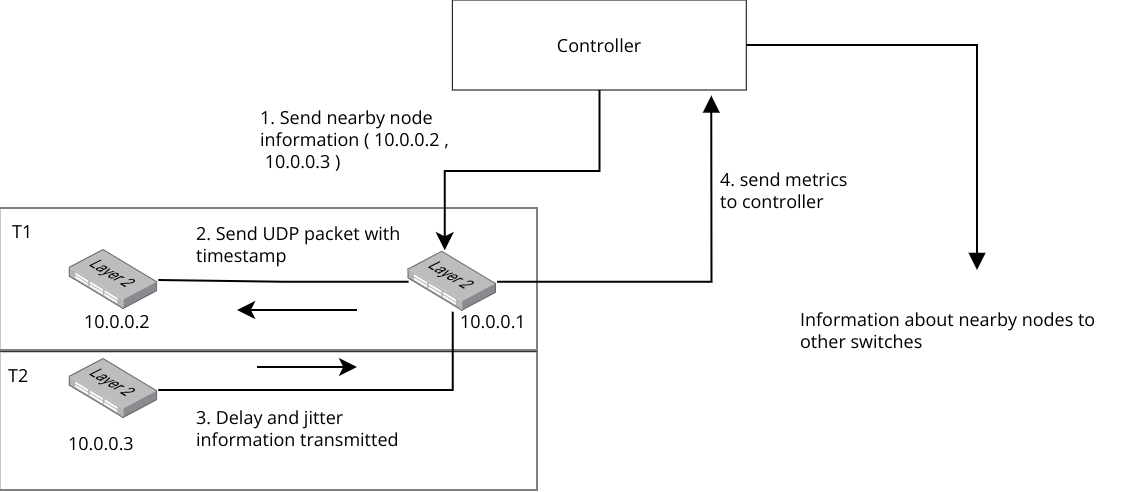 Controller
1. Send nearby node
information ( 10.0.0.2 ,
10.0.0.3 )
4. send metrics
to controller
T1
2. Send UDP packet with
timestamp
Layer 2
Layer 2
10.0.0.2
10.0.0.1
Information about nearby nodes to
other switches
T2
Layer 2
3. Delay and jitter
information transmitted
10.0.0.3